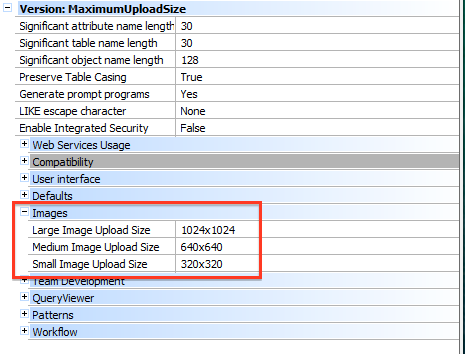 Version: MaximumUploadSize
Significant attribute name length 30
Significant table name length 30
Significant object name length 128
Preserve Table Casing True
Generate prompt programs Yes
LIKE escape character None
Enable Integrated Security False
Web Services Usage
Compatibility
User interface
Defaults
Images
Large Image Upload Size 1024x1024
Medium Image Upload Size 640x640
Small Image Upload Size 320x320
Team Development
QueryViewer
Patterns
Workflow